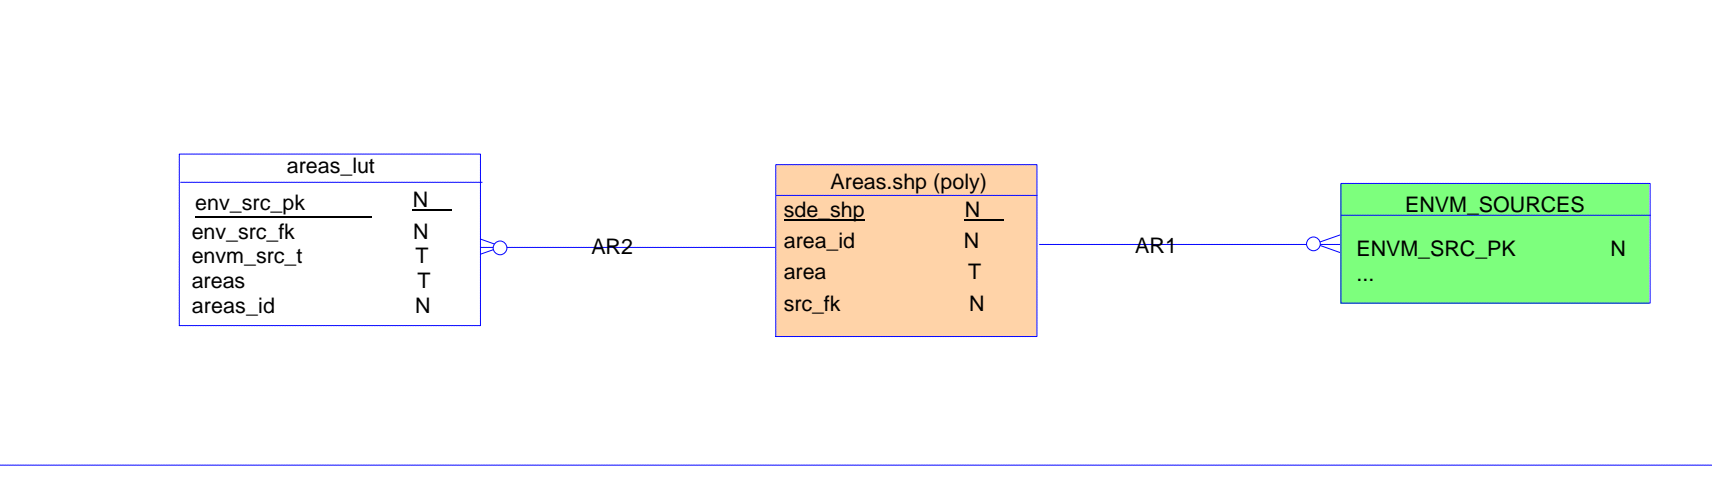 areas_lut
env_src_pk N
env_src_fk N
envm_src_t T
areas T
areas_id N
AR2
Areas.shp (poly)
sde_shp N
area_id N
area T
src_fk N
AR1
ENVM_SOURCES
ENVM_SRC_PK N
...